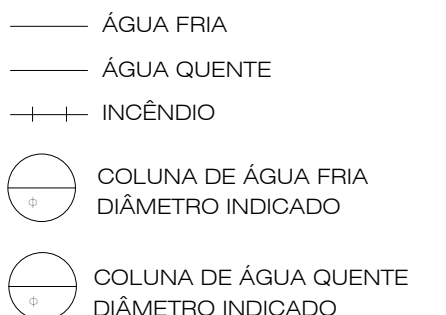 ÁGUA FRIA
ÁGUA QUENTE
INCÊNDIO
COLUNA DE ÁGUA FRIA
DIÂMETRO INDICADO
ϕ
COLUNA DE ÁGUA QUENTE
DIÂMETRO INDICADO
ϕ